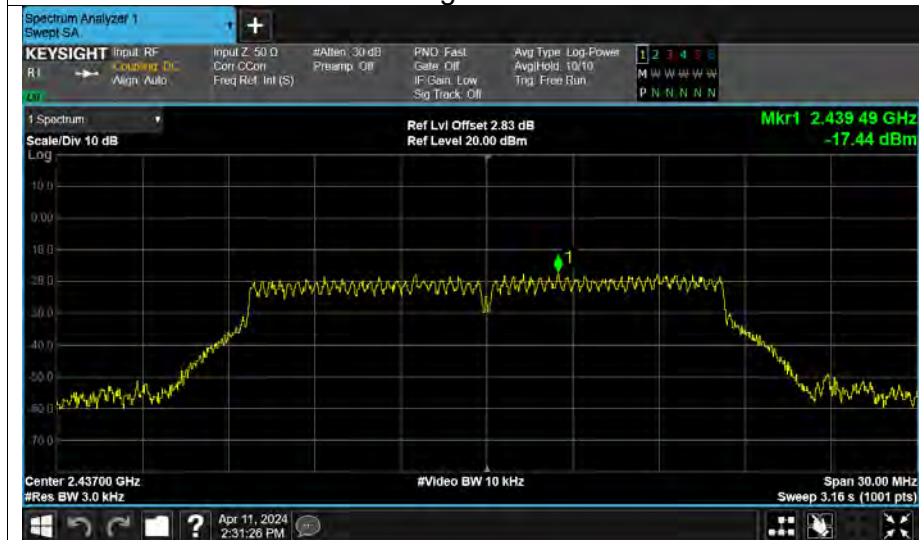 Spectrum Analyzer 1
Swept SA
KEYSIGHT Input: RF Input Z: 50 Ω #Atten: 30 dB PNO: Fast Avg Type: Log-Power 1 2 3 4 5 6
Coupling: DC Corr CCorr Preamp: Off Gate: Off Avg|Hold: 10/10 M W W W W W
Align: Auto Freq Ref: Int (S) IF Gain: Low Trig: Free Run
Sig Track: Off P N N N N N
1 Spectrum Ref Lvl Offset 2.83 dB Mkr1 2.439 49 GHz
Scale/Div 10 dB Ref Level 20.00 dBm -17.44 dBm
Log
10.0
0.00
1
-40.0
-50.0
-60.0
-70.0
Center 2.43700 GHz #Video BW 10 kHz Span 30.00 MHz
#Res BW 3.0 kHz Sweep 3.16 s (1001 pts)
? Apr 11, 2024
2:31:26 PM